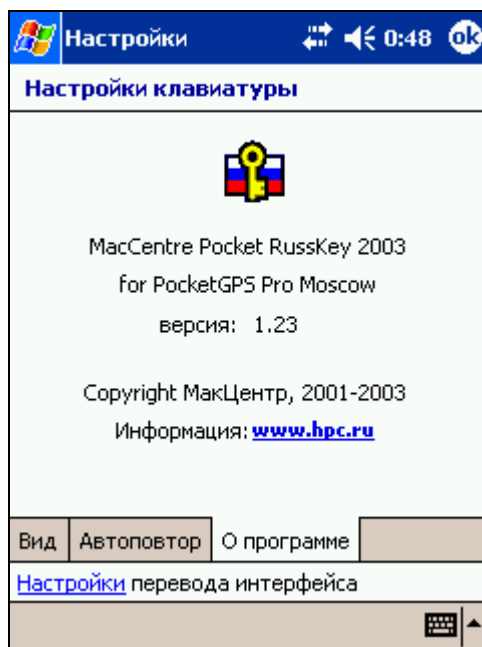 Настройки 0:48 ok
Настройки клавиатуры
MacCentre Pocket RussKey 2003
for PocketGPS Pro Moscow
версия: 1.23
Copyright МакЦентр, 2001-2003
Информация: www.hpc.ru
Вид Автоповтор О программе
Настройки перевода интерфейса